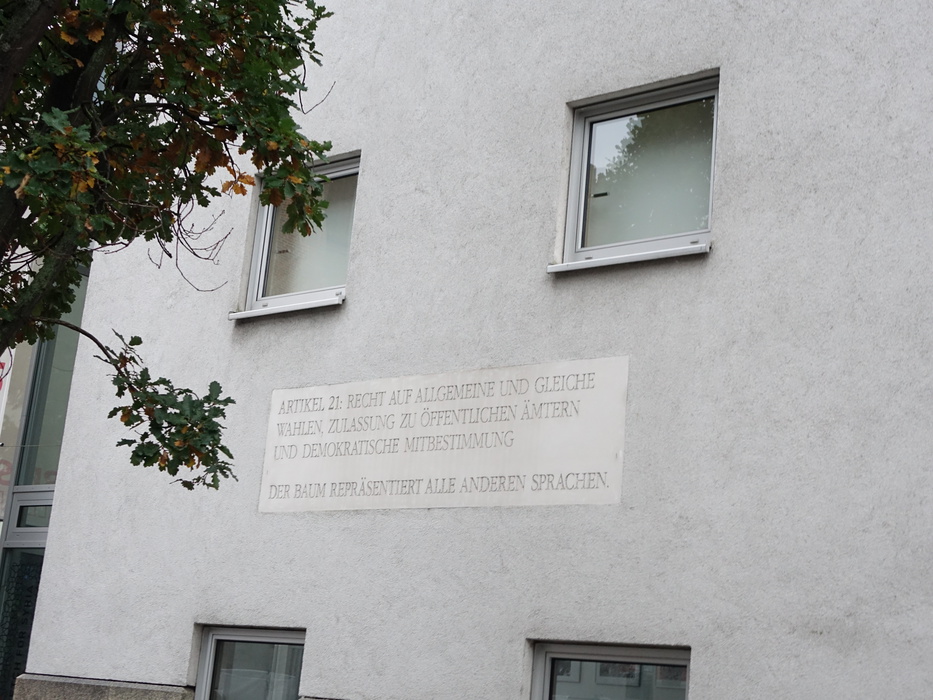 ARTIKEL 21: RECHT AUF ALLGEMEINE UND GLEICHE
WAHLEN, ZULASSUNG ZU ÖFFENTLICHEN ÄMTERN
UND DEMOKRATISCHE MITBESTIMMUNG
DER BAUM REPRÄSENTIERT ALLE ANDEREN SPRACHEN.